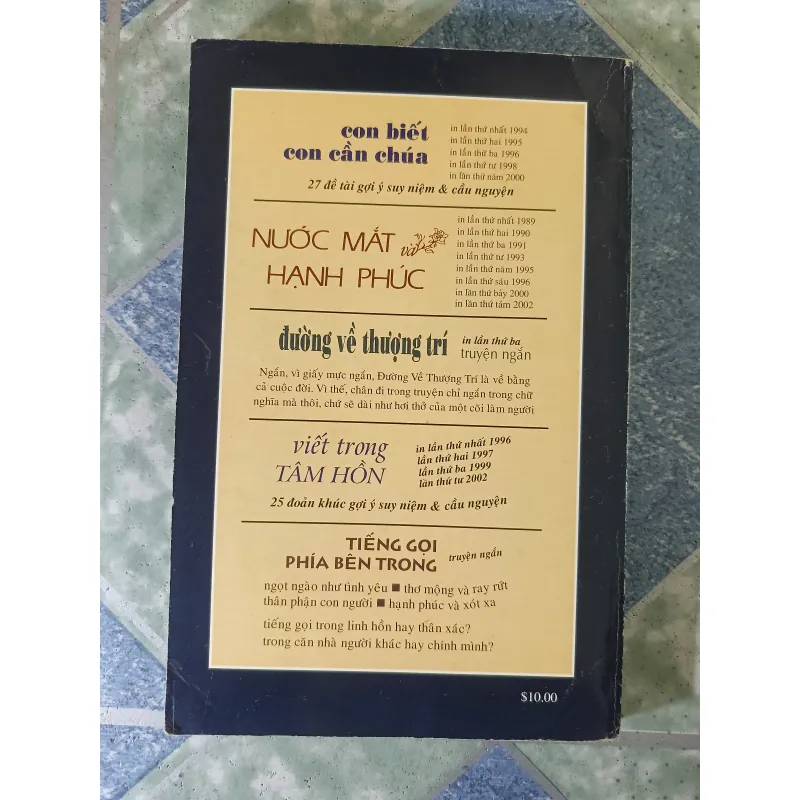 con biết
con cần chúa
in lần thứ nhất 1994
in lần thứ hai 1995
in lần thứ ba 1996
in lần thứ tư 1998
in lần thứ năm 2000
27 đề tài gợi ý suy niệm & cầu nguyện
NƯỚC MẮT và
HẠNH PHÚC
in lần thứ nhất 1989
in lần thứ hai 1990
in lần thứ ba 1991
in lần thứ tư 1993
in lần thứ năm 1995
in lần thứ sáu 1996
in lần thứ bảy 2000
in lần thứ tám 2002
đường về thượng trí
in lần thứ ba
truyện ngắn
Ngắn, vì giấy mực ngắn, Đường Về Thượng Trí là về bằng
cả cuộc đời. Vì thế, chân đi trong truyện chỉ ngắn trong chữ
nghĩa mà thôi, chứ sẽ dài như hơi thở của một cõi làm người
viết trong
TÂM HỒN
in lần thứ nhất 1996
lần thứ hai 1997
lần thứ ba 1999
lần thứ tư 2002
25 đoản khúc gợi ý suy niệm & cầu nguyện
TIẾNG GỌI
PHÍA BÊN TRONG
truyện ngắn
ngọt ngào như tình yêu ■ thơ mộng và ray rứt
thân phận con người ■ hạnh phúc và xót xa
tiếng gọi trong linh hồn hay thân xác?
trong căn nhà người khác hay chính mình?
$10.00